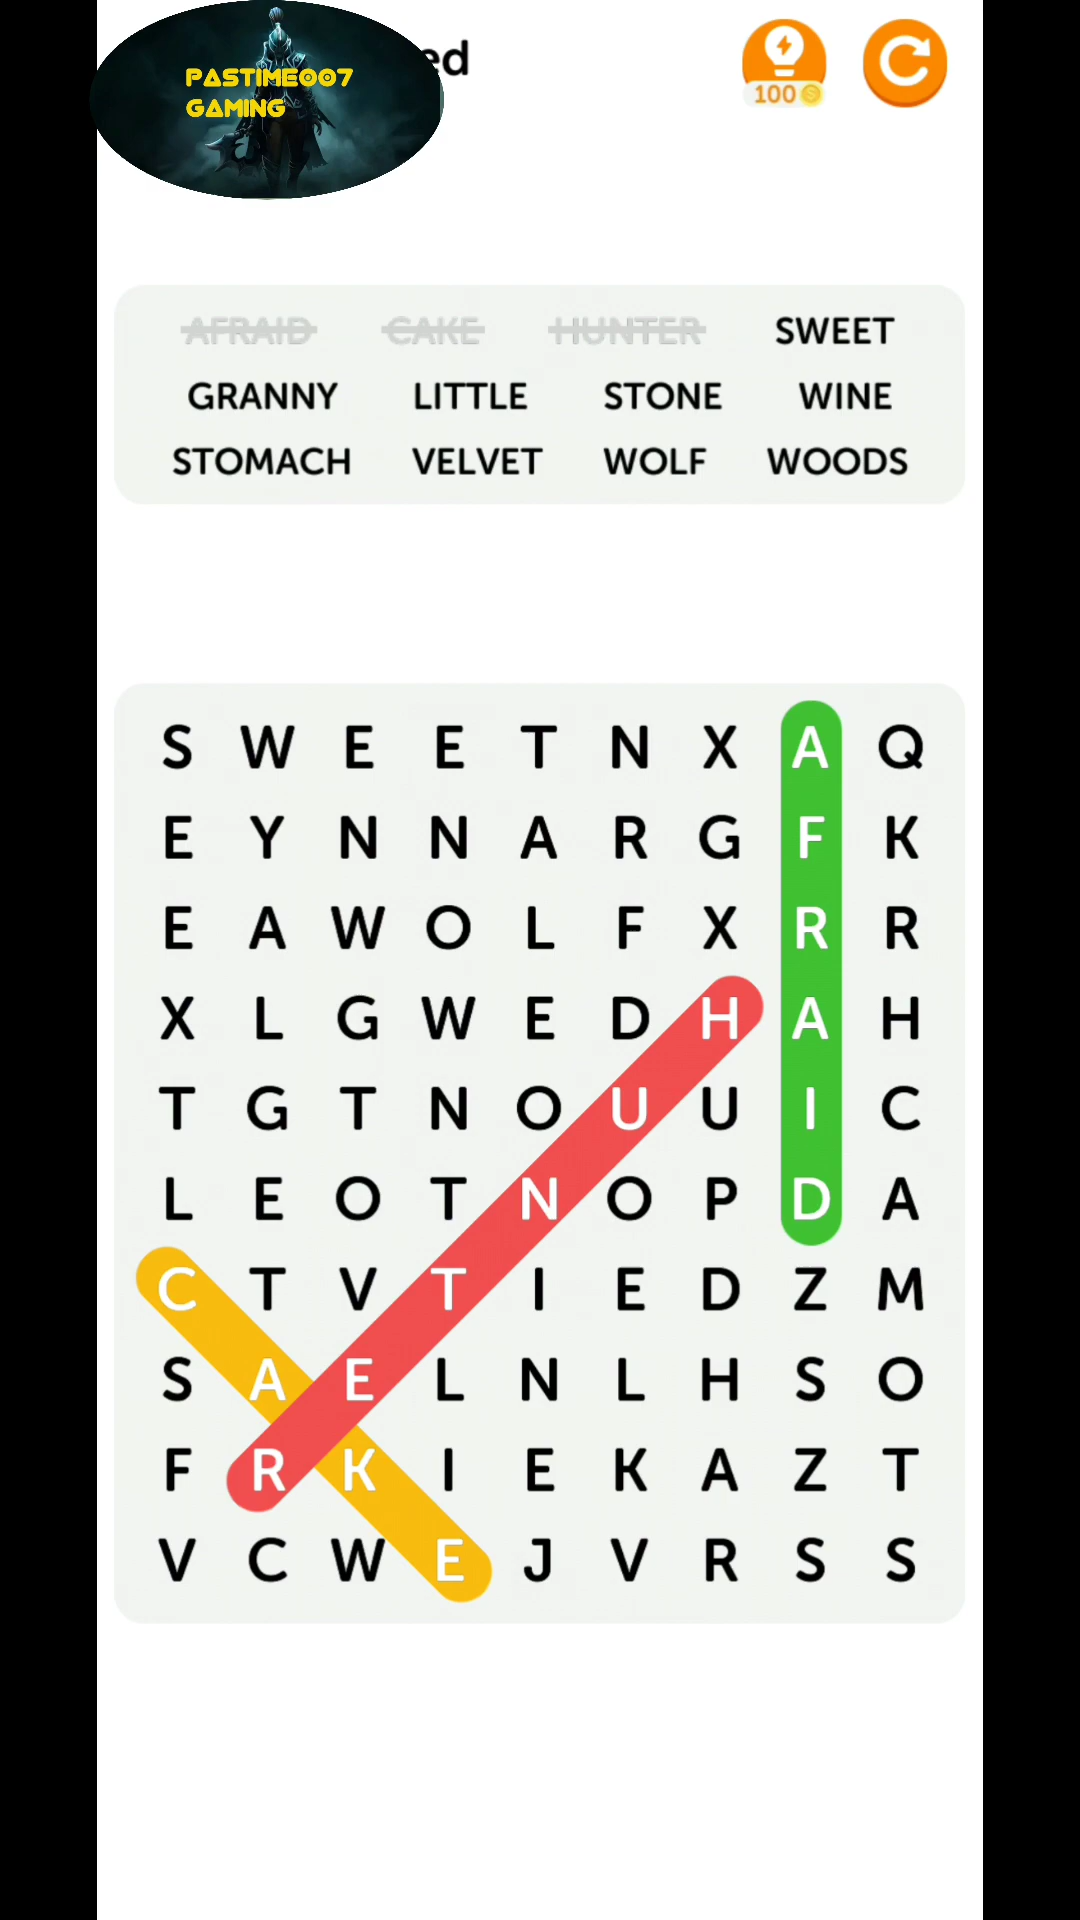 PASTIME007
GAMING
ed
100
AFRAID CAKE HUNTER SWEET
GRANNY LITTLE STONE WINE
STOMACH VELVET WOLF WOODS
S W E E T N X A Q
E Y N N A R G F K
E A W O L F X R R
X L G W E D H A H
T G T N O U U I C
L E O T N O P D A
C T V T I E D Z M
S A E L N L H S O
F R K I E K A Z T
V C W E J V R S S